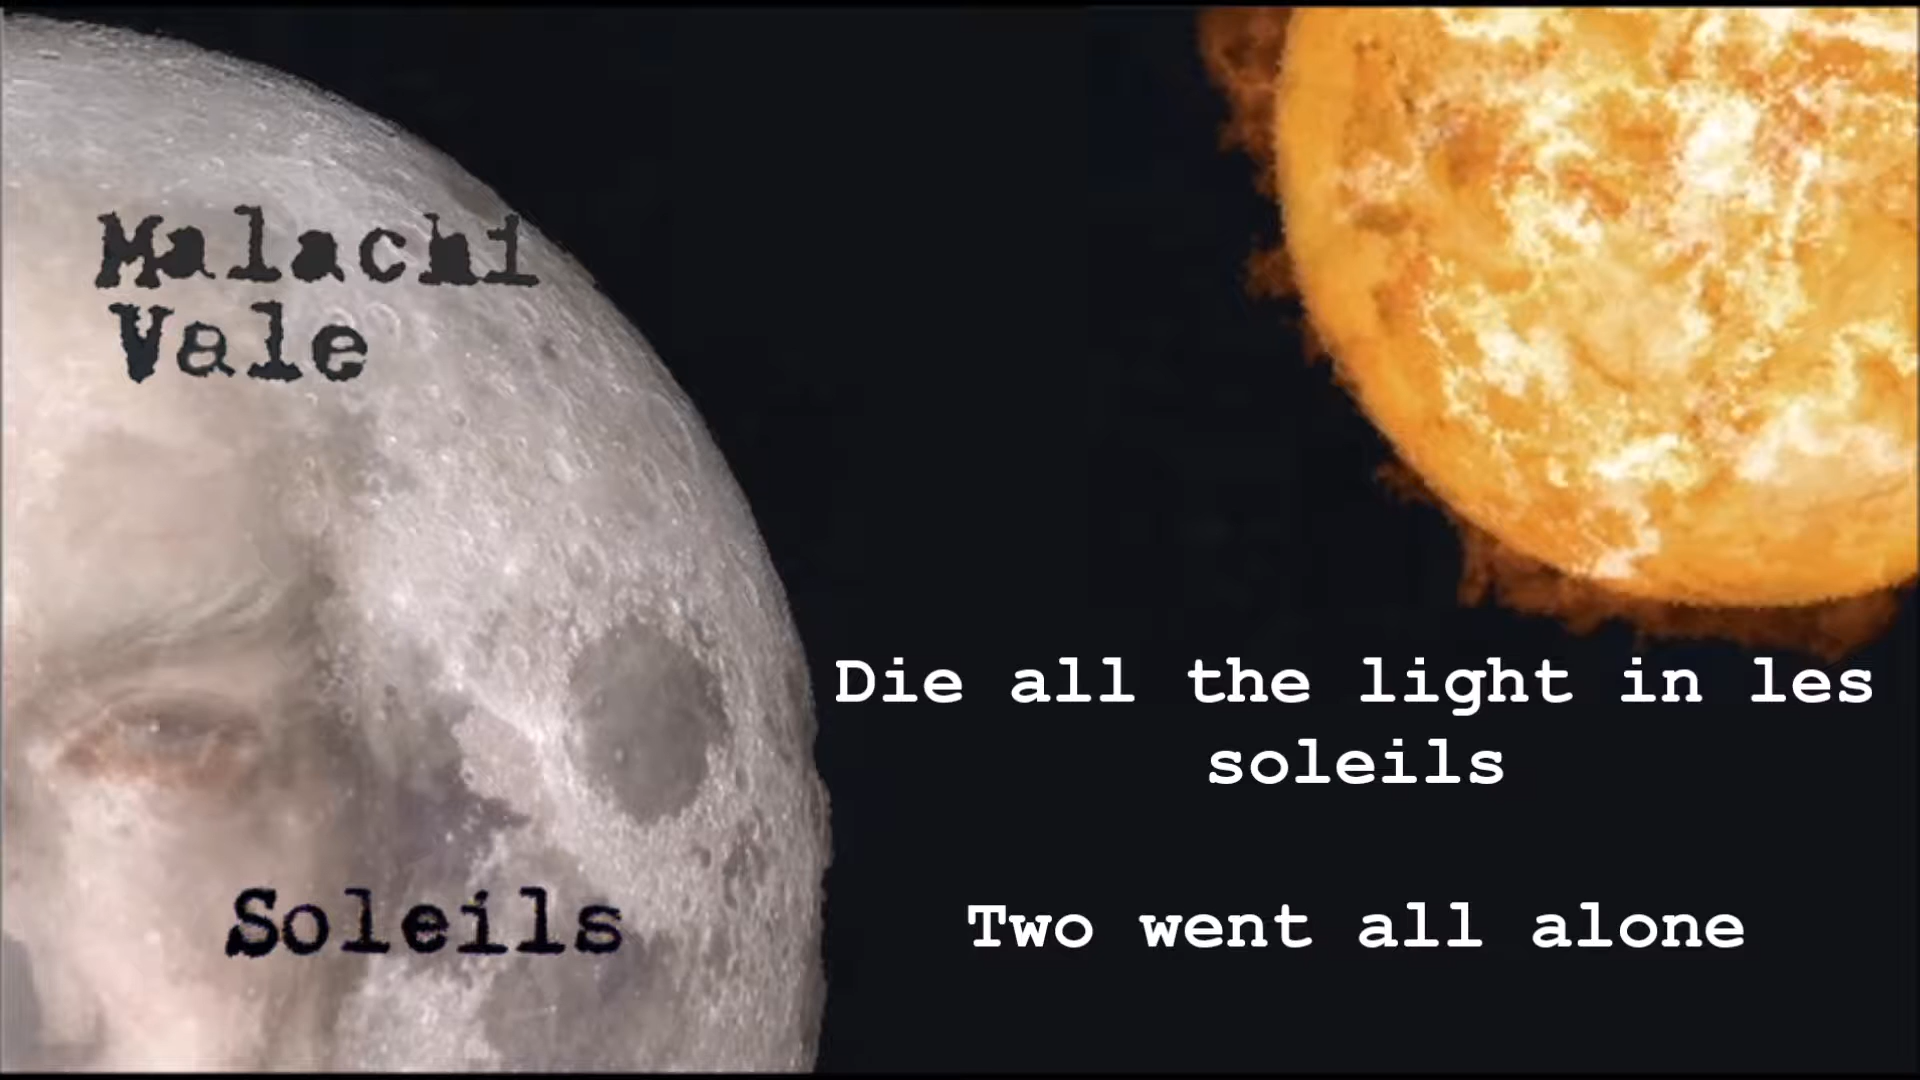 Malachi
Vale
Die all the light in les
soleils
Soleils
Two went all alone